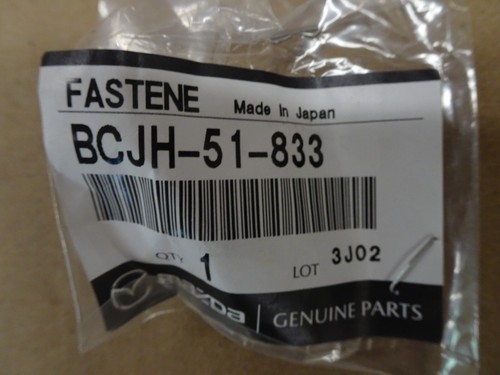 FASTENE Made in Japan
BCJH-51-833
QTY 1 LOT 3J02
mazda GENUINE PARTS